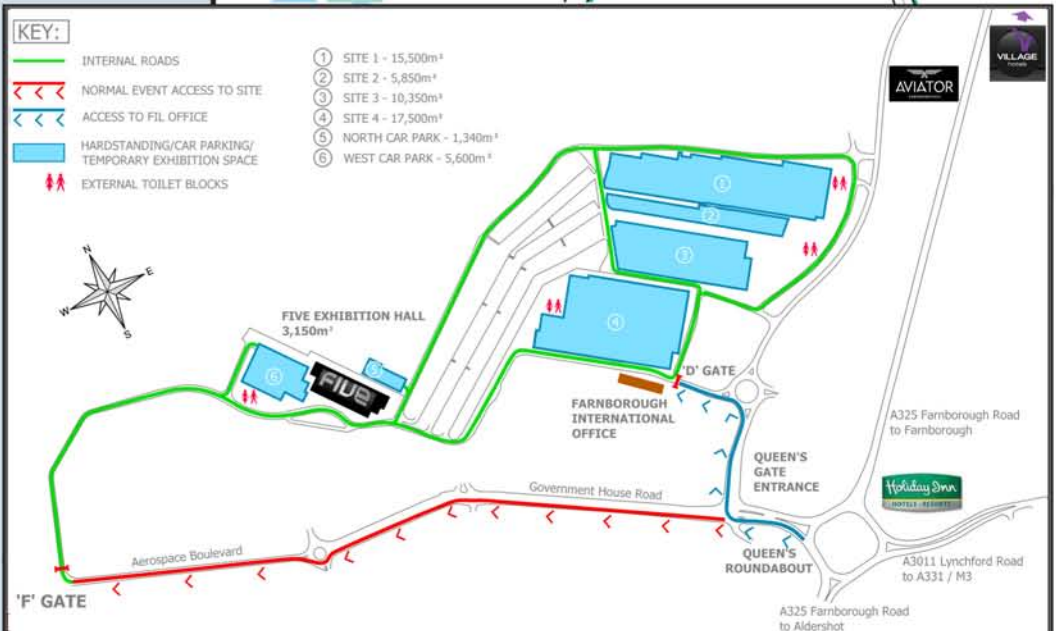 KEY:
INTERNAL ROADS
NORMAL EVENT ACCESS TO SITE
ACCESS TO FIL OFFICE
HARDSTANDING/CAR PARKING/
TEMPORARY EXHIBITION SPACE
EXTERNAL TOILET BLOCKS
1 SITE 1 - 15,500m²
2 SITE 2 - 5,850m²
3 SITE 3 - 10,350m²
4 SITE 4 - 17,500m²
5 NORTH CAR PARK - 1,340m²
6 WEST CAR PARK - 5,600m²
V
VILLAGE
hotels
AVIATOR
1
2
3
4
N
E
W
S
FIVE EXHIBITION HALL
3,150m²
6
FIVE
5
'D' GATE
FARNBOROUGH
INTERNATIONAL
OFFICE
A325 Farnborough Road
to Farnborough
QUEEN'S
GATE
ENTRANCE
Holiday Inn
HOTELS · RESORTS
Government House Road
Aerospace Boulevard
QUEEN'S
ROUNDABOUT
A3011 Lynchford Road
to A331 / M3
'F' GATE
A325 Farnborough Road
to Aldershot